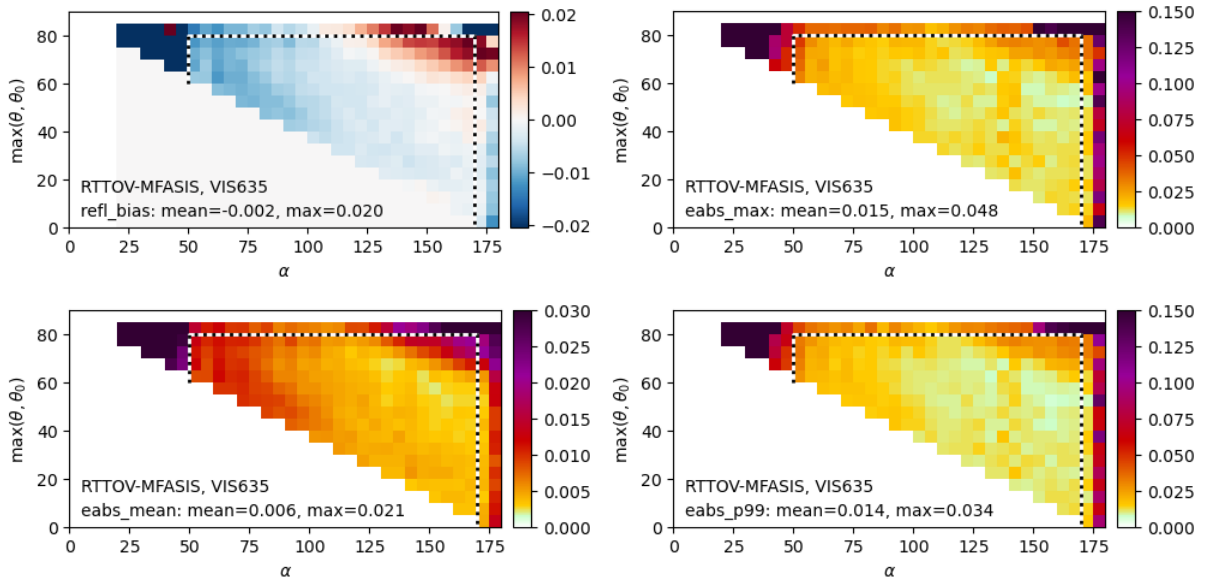 80
60
40
20
0
max(θ, θ₀)
RTTOV-MFASIS, VIS635
refl_bias: mean=-0.002, max=0.020
0 25 50 75 100 125 150 175
α
0.02
0.01
0.00
−0.01
−0.02
80
60
40
20
0
max(θ, θ₀)
RTTOV-MFASIS, VIS635
eabs_max: mean=0.015, max=0.048
0 25 50 75 100 125 150 175
α
0.150
0.125
0.100
0.075
0.050
0.025
0.000
80
60
40
20
0
max(θ, θ₀)
RTTOV-MFASIS, VIS635
eabs_mean: mean=0.006, max=0.021
0 25 50 75 100 125 150 175
α
0.030
0.025
0.020
0.015
0.010
0.005
0.000
80
60
40
20
0
max(θ, θ₀)
RTTOV-MFASIS, VIS635
eabs_p99: mean=0.014, max=0.034
0 25 50 75 100 125 150 175
α
0.150
0.125
0.100
0.075
0.050
0.025
0.000